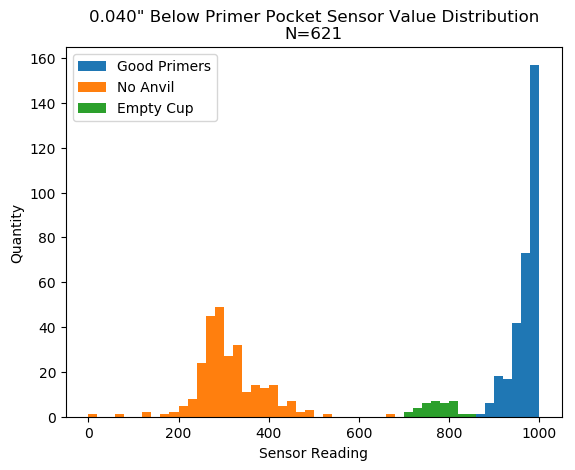 0.040" Below Primer Pocket Sensor Value Distribution
N=621
Good Primers
No Anvil
Empty Cup
160
140
120
100
80
60
40
20
0
Quantity
0 200 400 600 800 1000
Sensor Reading